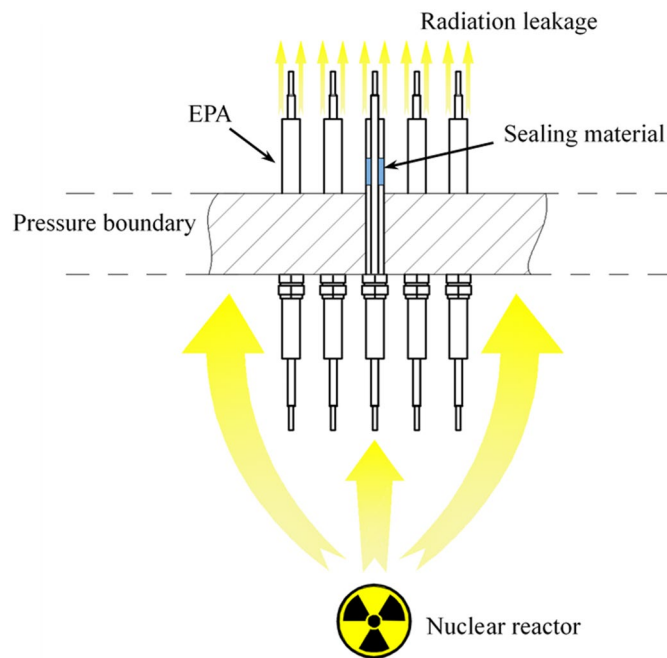 Radiation leakage
EPA
Sealing material
Pressure boundary
Nuclear reactor